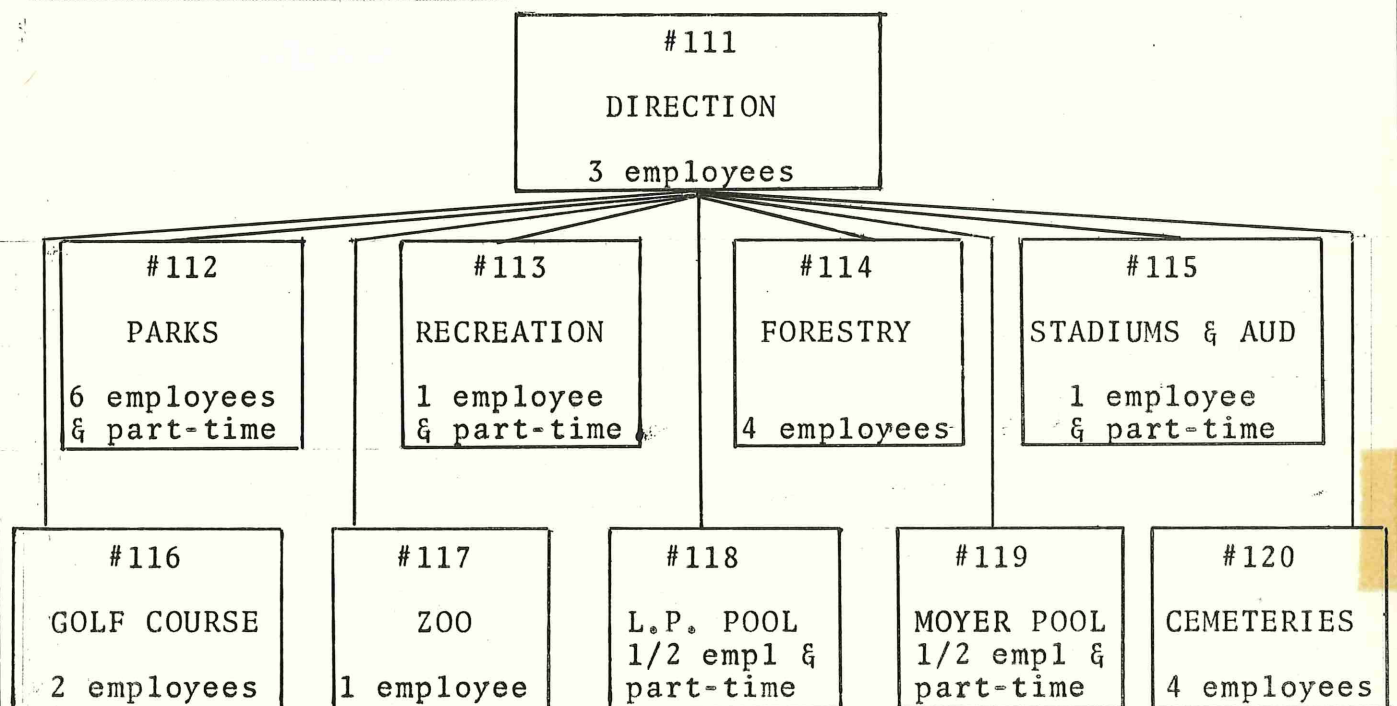 #111
DIRECTION
3 employees
#112
PARKS
6 employees
& part-time
#113
RECREATION
1 employee
& part-time
#114
FORESTRY
4 employees
#115
STADIUMS & AUD
1 employee
& part-time
#116
GOLF COURSE
2 employees
#117
ZOO
1 employee
#118
L.P. POOL
1/2 empl &
part-time
#119
MOYER POOL
1/2 empl &
part-time
#120
CEMETERIES
4 employees